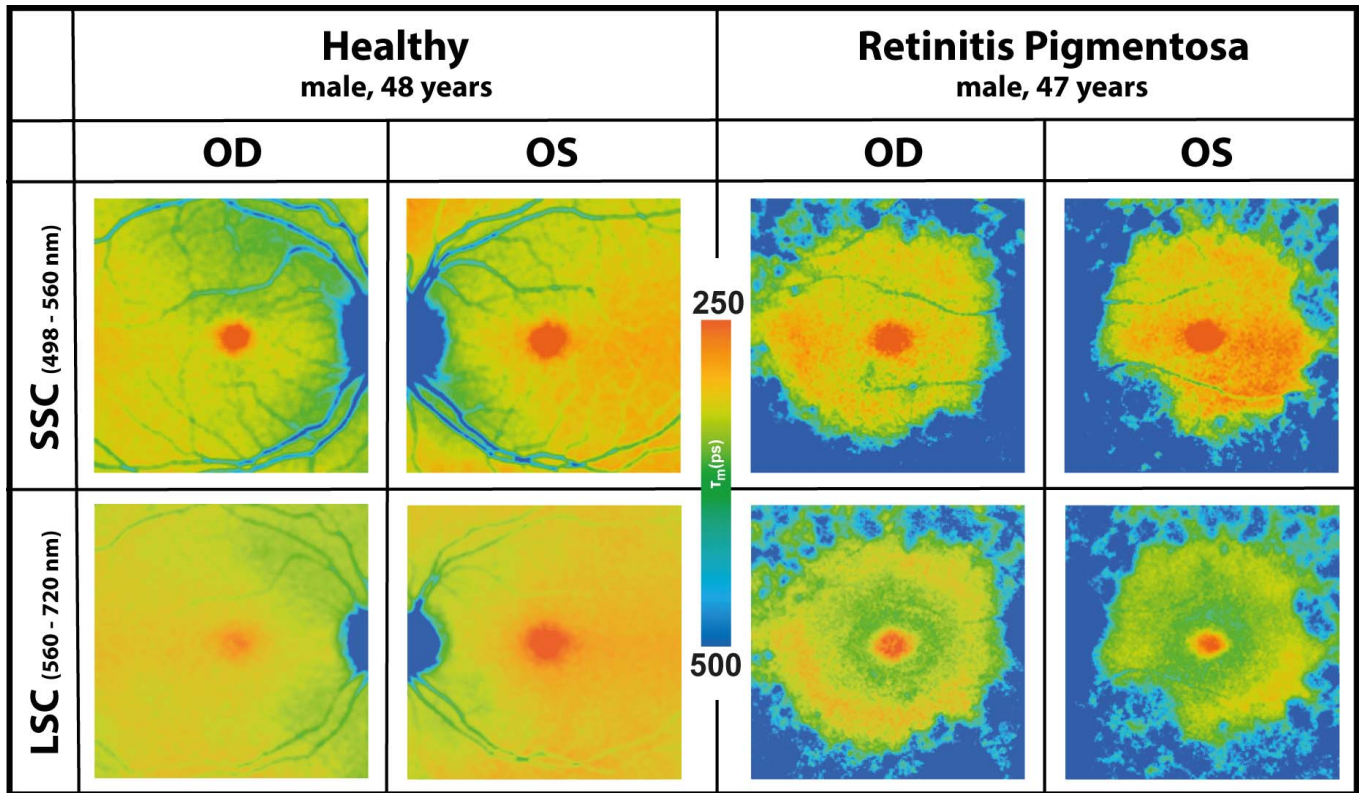 Healthy
male, 48 years
Retinitis Pigmentosa
male, 47 years
OD
OS
OD
OS
SSC (498 - 560 nm)
250
τm(ps)
500
LSC (560 - 720 nm)